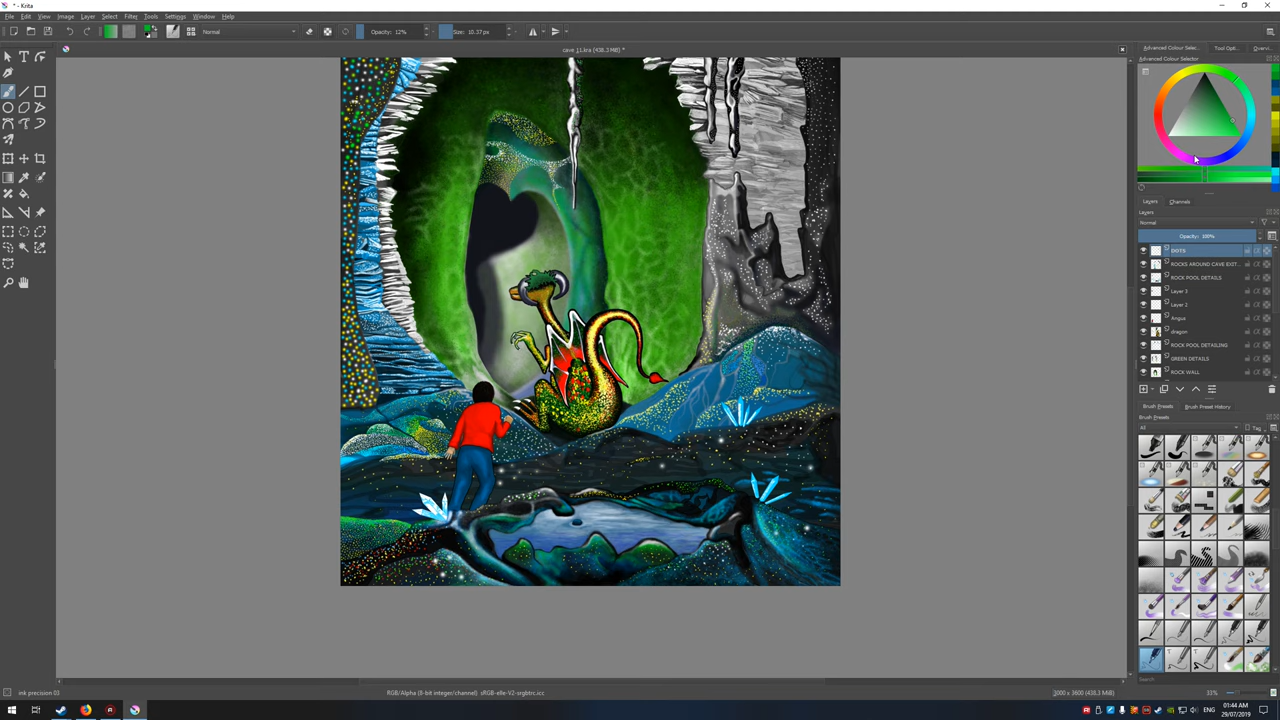 * - Krita
File Edit View Image Layer Select Filter Tools Settings Window Help
Normal Opacity: 12% Size: 10.37 px
cave 11.kra (438.3 MiB) *
Advanced Colour Selec... Tool Opt... Overvi...
Advanced Colour Selector
Layers Channels
Layers
Normal
Opacity: 100%
DOTS
ROCKS AROUND CAVE EXIT...
ROCK POOL DETAILS
Layer 3
Layer 2
Angus
dragon
ROCK POOL DETAILING
GREEN DETAILS
ROCK WALL
Brush Presets Brush Preset History
Brush Presets
All Tag
Search
ink precision 03 RGB/Alpha (8-bit integer/channel) sRGB-elle-V2-srgbtrc.icc 3000 x 3600 (438.3 MiB) 33%
ENG 01:44 AM
29/07/2019